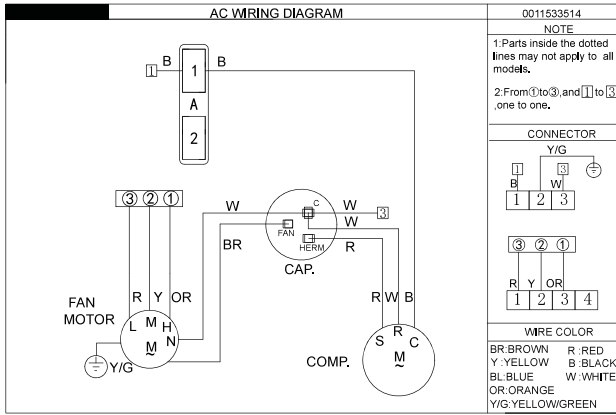 AC WIRING DIAGRAM
0011533514
NOTE
1:Parts inside the dotted
lines may not apply to all
models.
2:From①to③,and 1 to 3
,one to one.
CONNECTOR
Y/G
1 3
B W
1 2 3
③ ② ①
R Y OR
1 2 3 4
WIRE COLOR
BR:BROWN R :RED
Y :YELLOW B :BLACK
BL:BLUE W :WHITE
OR:ORANGE
Y/G:YELLOW/GREEN
1 B 1 B
A
2
③ ② ①
R Y OR
FAN
MOTOR
L M H N
M
~
Y/G
W
BR
C
FAN
HERM
CAP.
W 3
W
R
R W B
S R C
M
~
COMP.